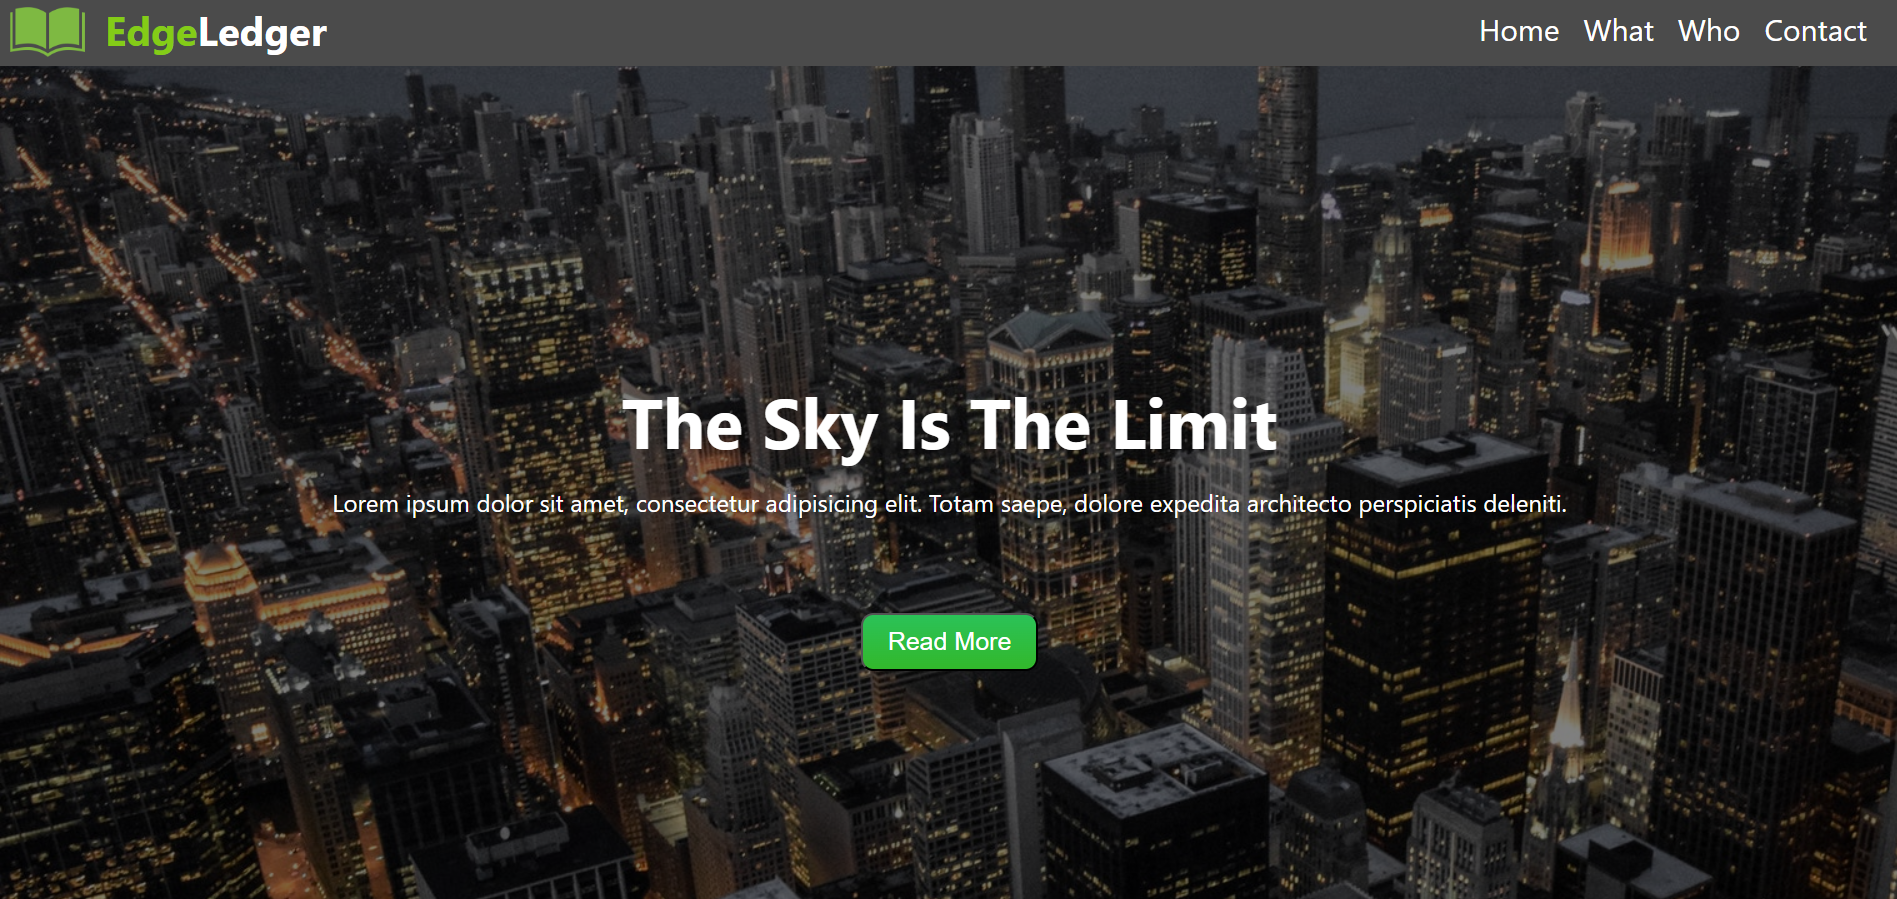 EdgeLedger
Home What Who Contact
The Sky Is The Limit
Lorem ipsum dolor sit amet, consectetur adipisicing elit. Totam saepe, dolore expedita architecto perspiciatis deleniti.
Read More